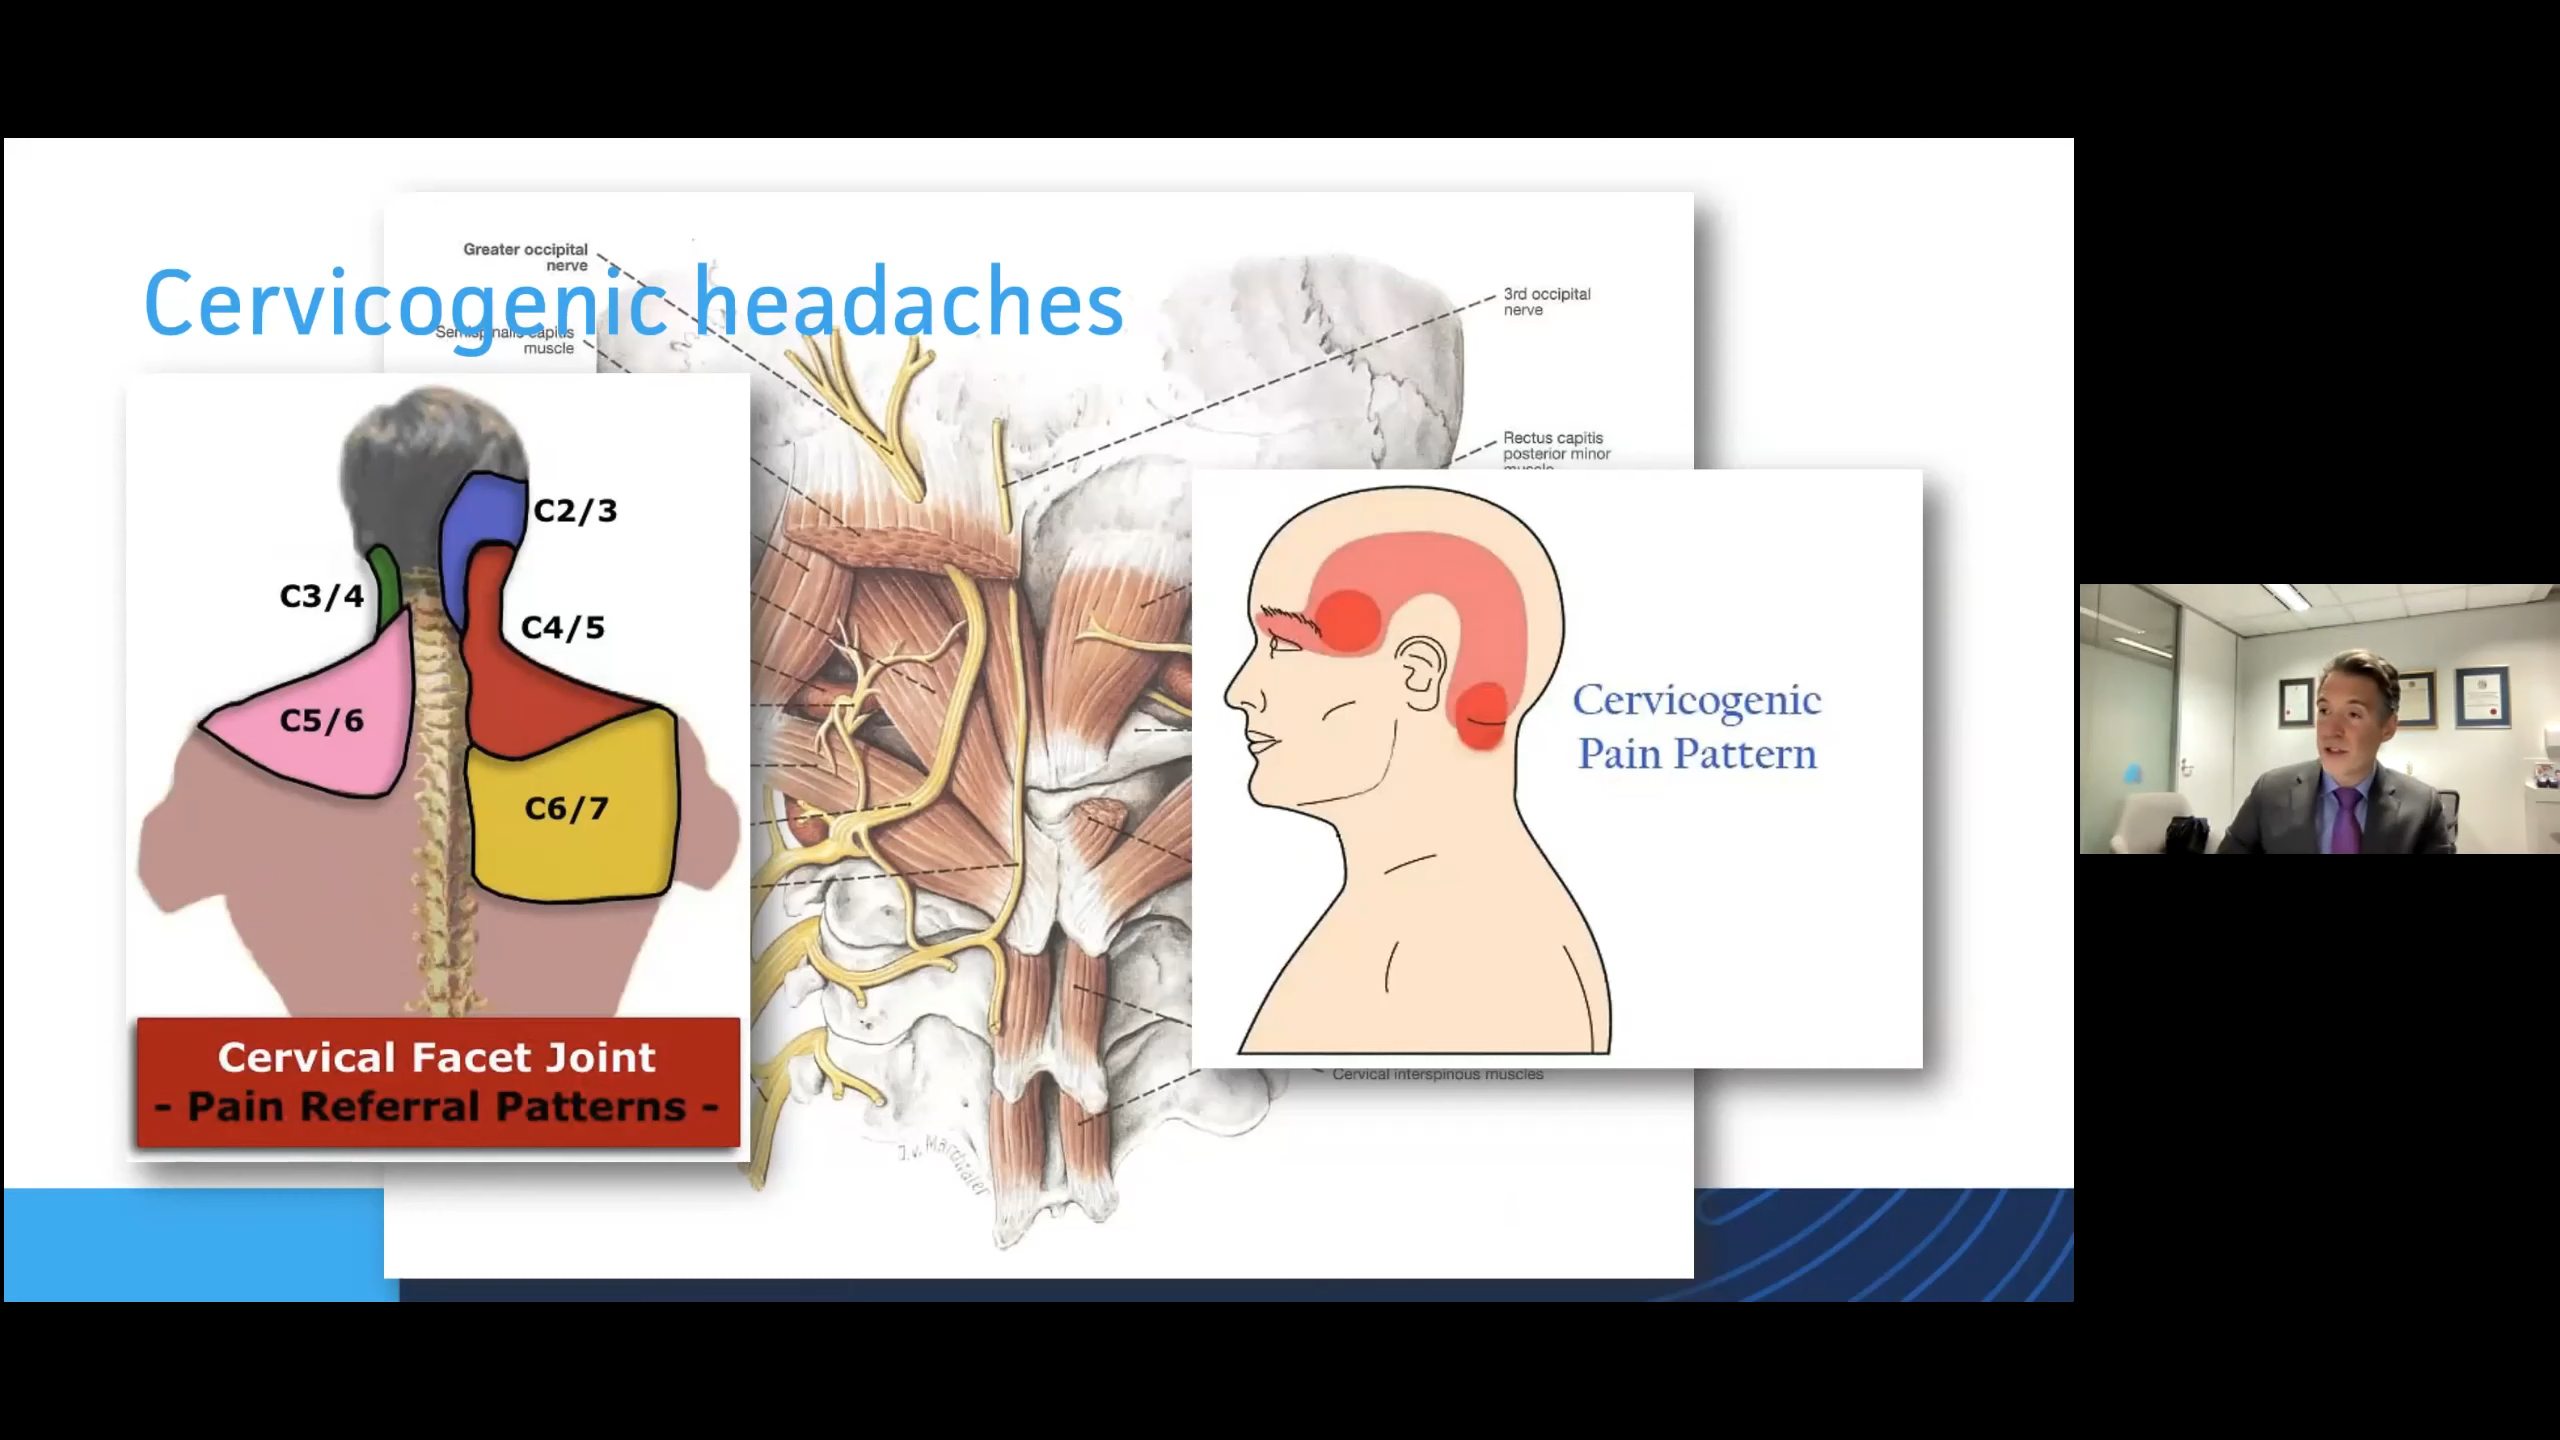 Cervicogenic headaches
Greater occipital
nerve
Semispinalis capitis
muscle
3rd occipital
nerve
Rectus capitis
posterior minor
muscle
C2/3
C3/4
C4/5
C5/6
C6/7
Cervical Facet Joint
- Pain Referral Patterns -
Cervicogenic
Pain Pattern
Cervical interspinous muscles